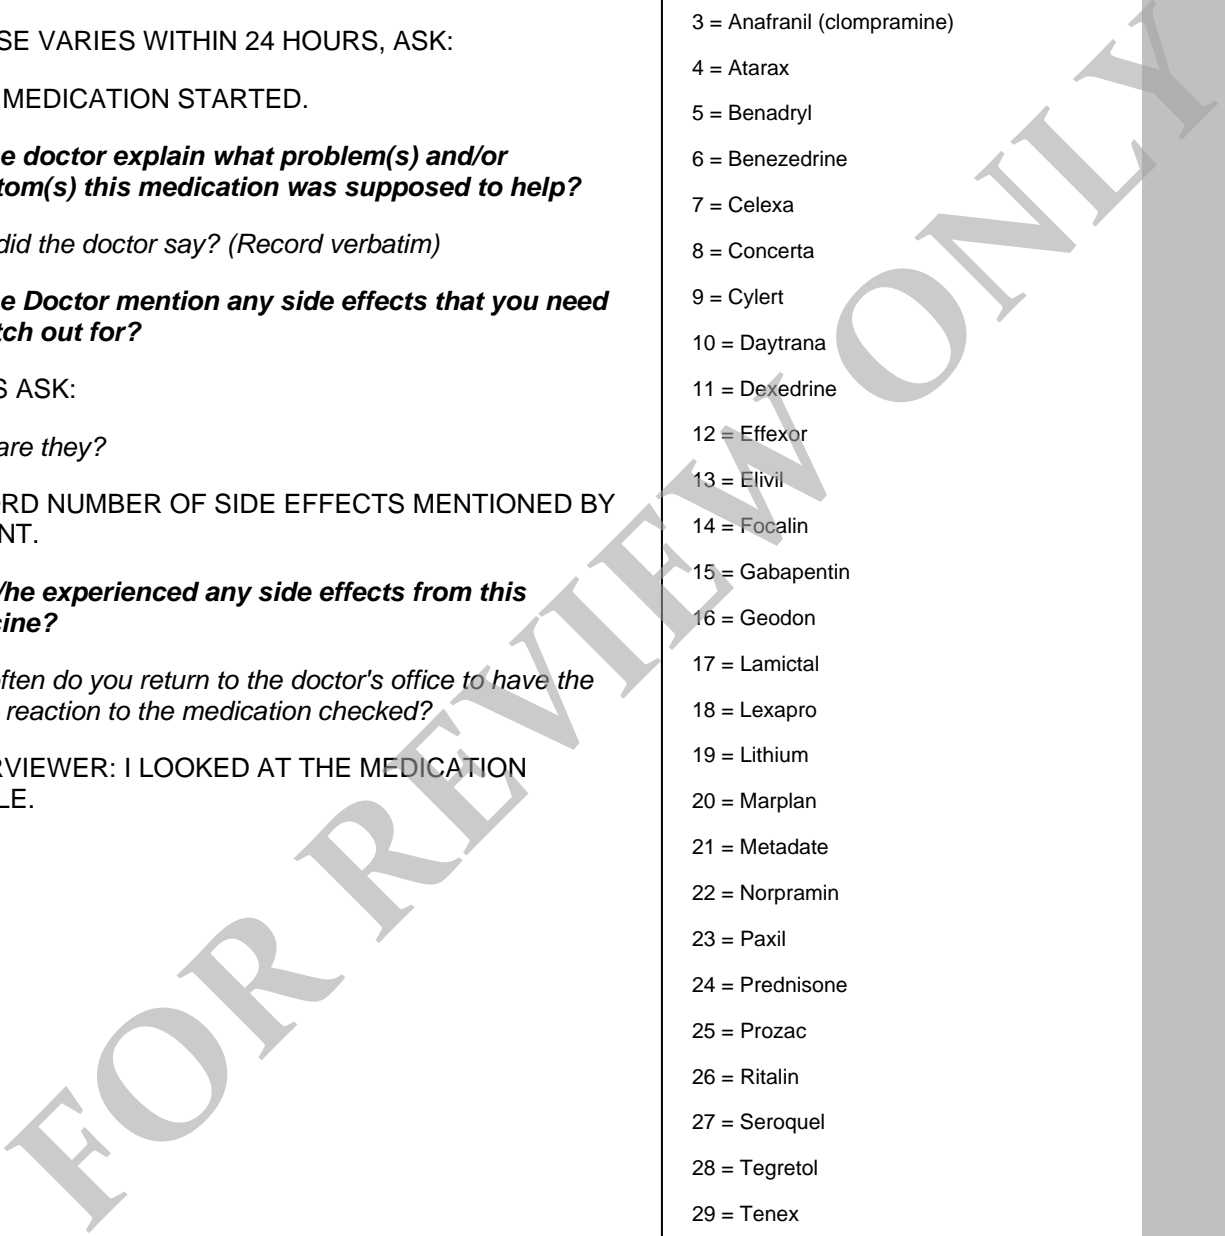 SE VARIES WITHIN 24 HOURS, ASK:
MEDICATION STARTED.
e doctor explain what problem(s) and/or
tom(s) this medication was supposed to help?
did the doctor say? (Record verbatim)
e Doctor mention any side effects that you need
tch out for?
S ASK:
are they?
RD NUMBER OF SIDE EFFECTS MENTIONED BY
NT.
/he experienced any side effects from this
cine?
ften do you return to the doctor's office to have the
reaction to the medication checked?
RVIEWER: I LOOKED AT THE MEDICATION
LE.
3 = Anafranil (clompramine)
4 = Atarax
5 = Benadryl
6 = Benezedrine
7 = Celexa
8 = Concerta
9 = Cylert
10 = Daytrana
11 = Dexedrine
12 = Effexor
13 = Elivil
14 = Focalin
15 = Gabapentin
16 = Geodon
17 = Lamictal
18 = Lexapro
19 = Lithium
20 = Marplan
21 = Metadate
22 = Norpramin
23 = Paxil
24 = Prednisone
25 = Prozac
26 = Ritalin
27 = Seroquel
28 = Tegretol
29 = Tenex
FOR REVIEW ONLY